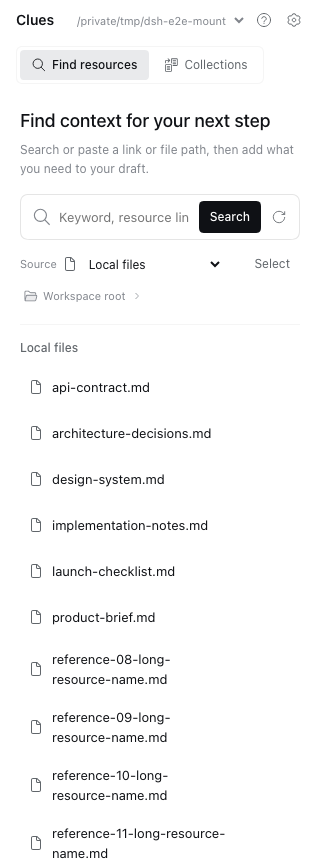 Clues /private/tmp/dsh-e2e-mount
Find resources Collections
Find context for your next step
Search or paste a link or file path, then add what
you need to your draft.
Keyword, resource lin Search
Source Local files Select
Workspace root
Local files
api-contract.md
architecture-decisions.md
design-system.md
implementation-notes.md
launch-checklist.md
product-brief.md
reference-08-long-
resource-name.md
reference-09-long-
resource-name.md
reference-10-long-
resource-name.md
reference-11-long-resource-
name.md